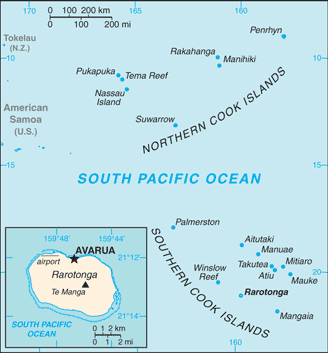 170
0 100 200 km
0 100 200 mi
165
160
Tokelau
(N.Z.)
Penrhyn
10
10
Rakahanga
Manihiki
Pukapuka
Tema Reef
Nassau
Island
American
Samoa
(U.S.)
Suwarrow
NORTHERN COOK ISLANDS
15
15
SOUTH PACIFIC OCEAN
Palmerston
SOUTHERN COOK ISLANDS
Aitutaki
Manuae
Winslow
Reef
Takutea
Mitiaro
Atiu
20
Mauke
Rarotonga
Mangaia
160
159 48
159 44
AVARUA
airport
21 12
Rarotonga
Te Manga
21 14
SOUTH PACIFIC
OCEAN
0 1 2 km
0 1 2 mi